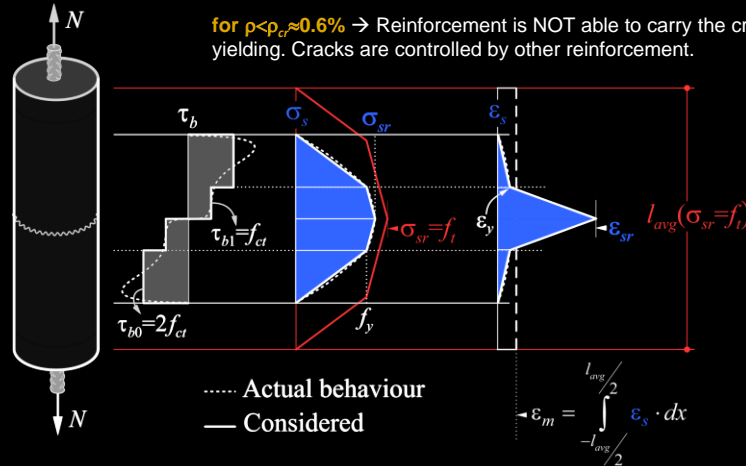 for ρ<ρcr≈0.6% → Reinforcement is NOT able to carry the cr
yielding. Cracks are controlled by other reinforcement.
N
τb
σs
σsr
εs
εy
τb1=fct
σsr=ft
εsr
lavg(σsr=ft)
τb0=2fct
fy
N
Actual behaviour
Considered
εm = ∫ εs · dx
lavg/2
-lavg/2